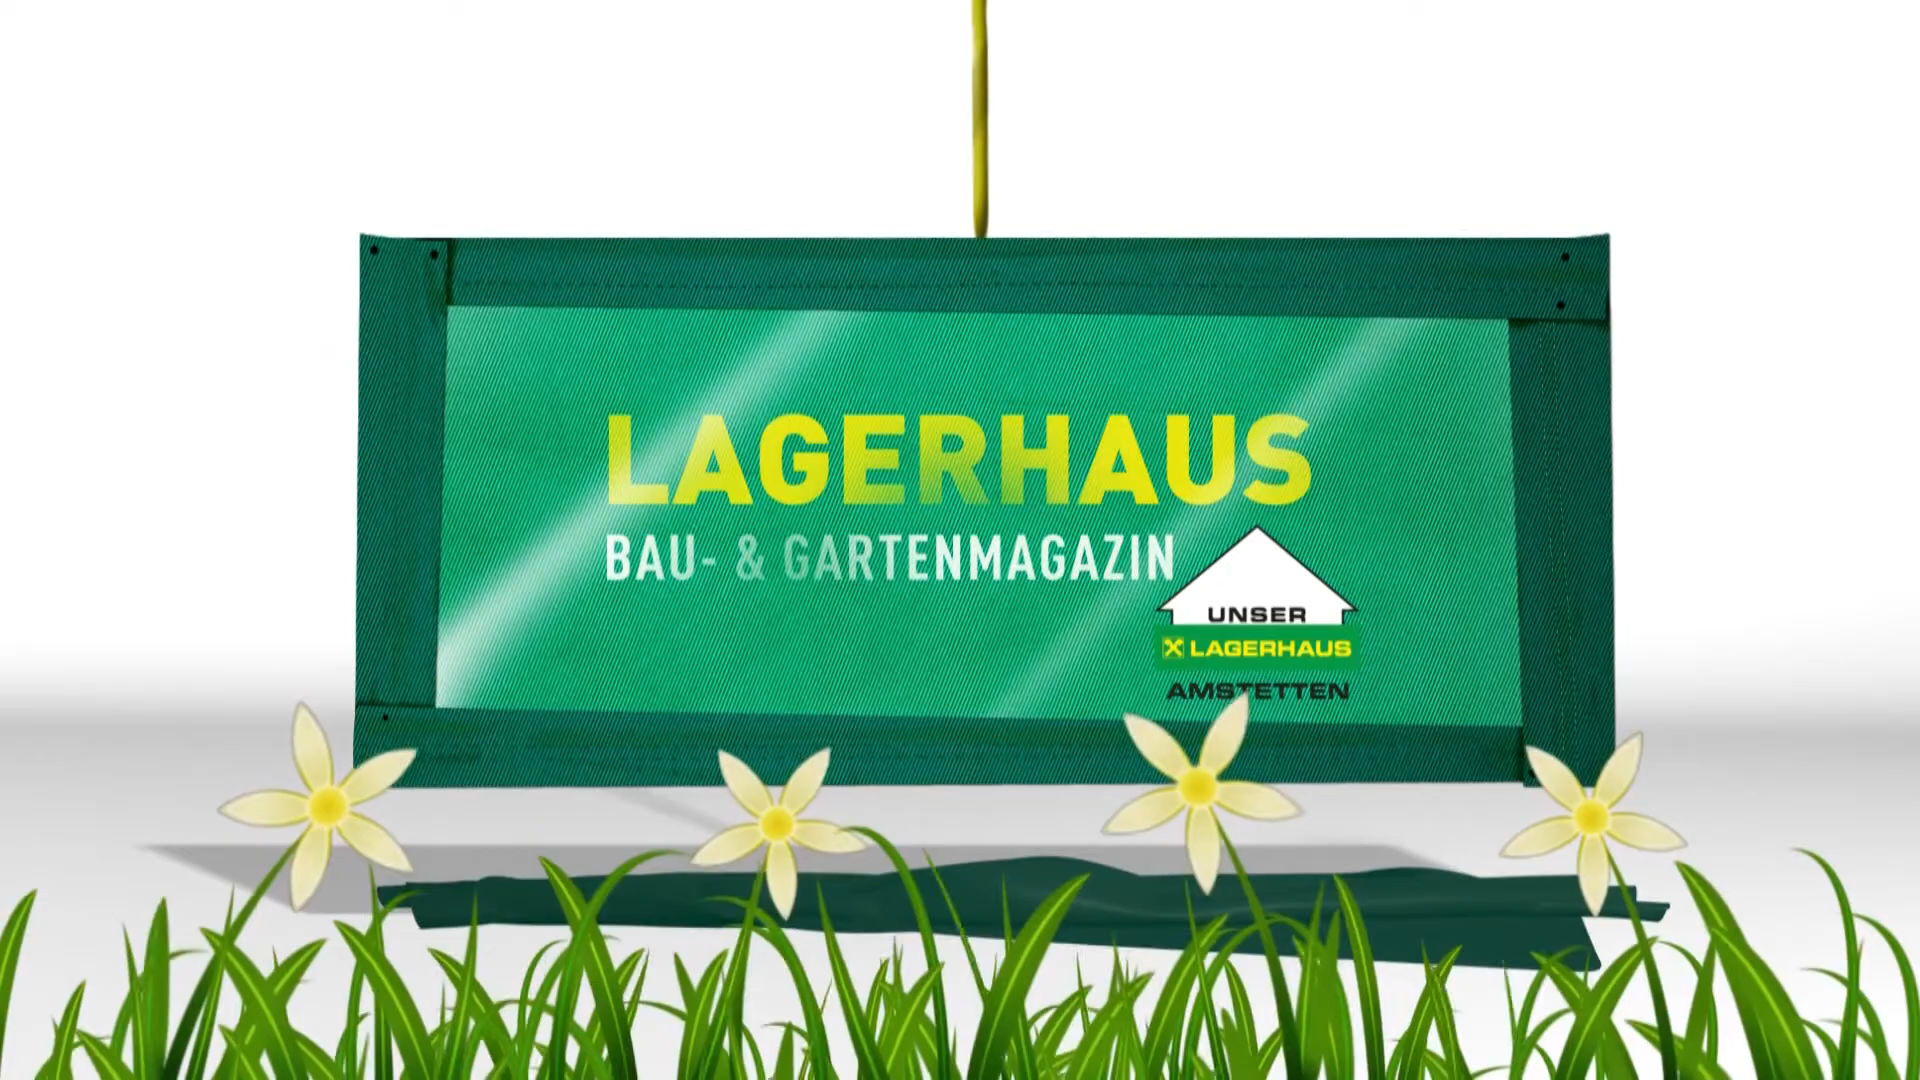 LAGERHAUS
BAU- & GARTENMAGAZIN
UNSER
LAGERHAUS
AMSTETTEN